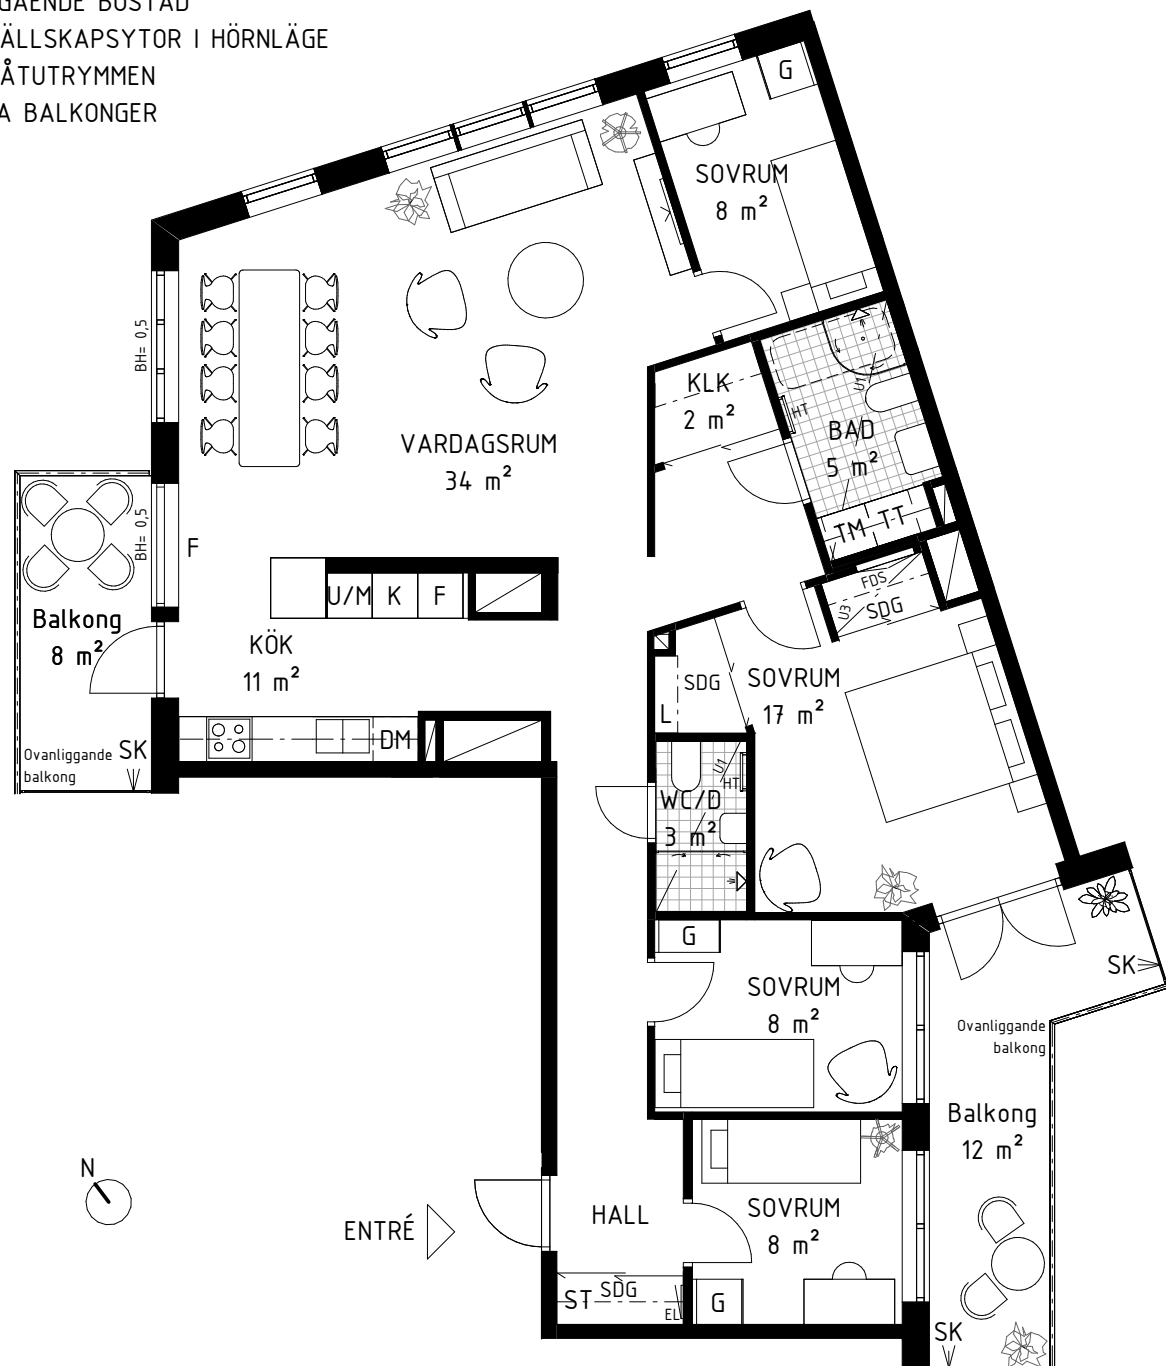 GÅENDE BOSTAD
ÄLLSKAPSYTOR I HÖRNLÄGE
ÅTUTRYMMEN
A BALKONGER
G
SOVRUM
8 m²
BH= 0,5
KLK
2 m²
HT
U1
BAD
5 m²
VARDAGSRUM
34 m²
TM TT
BH= 0,5
F
U/M K F
FDS
U3
SDG
Balkong
8 m²
KÖK
11 m²
SDG
L
SOVRUM
17 m²
Ovanliggande
balkong
SK
DM
U1
HT
WC/D
3 m²
G
SOVRUM
8 m²
SK
Ovanliggande
balkong
Balkong
12 m²
N
ENTRÉ
HALL
SOVRUM
8 m²
ST SDG
EL
G
SK